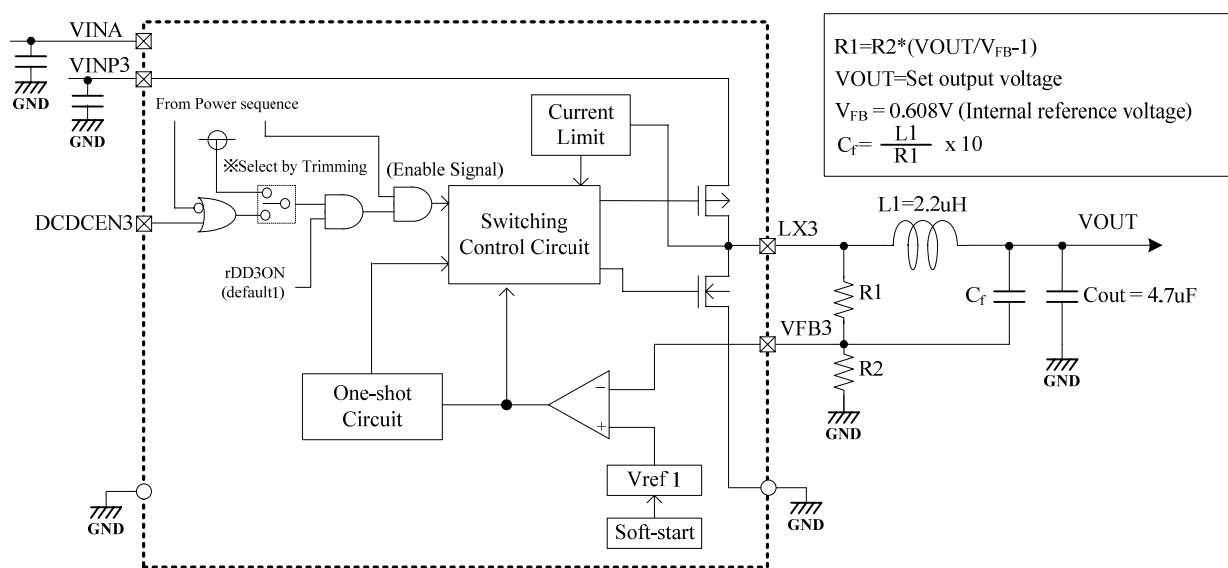 VINA
VINP3
GND
GND
From Power sequence
※Select by Trimming
(Enable Signal)
DCDCEN3
rDD3ON
(default1)
Current
Limit
Switching
Control Circuit
One-shot
Circuit
−
+
Vref 1
Soft-start
GND
GND
LX3
VFB3
R1
R2
GND
L1=2.2uH
VOUT
Cf
Cout = 4.7uF
GND
R1=R2*(VOUT/VFB-1)
VOUT=Set output voltage
VFB = 0.608V (Internal reference voltage)
Cf= L1/R1 x 10